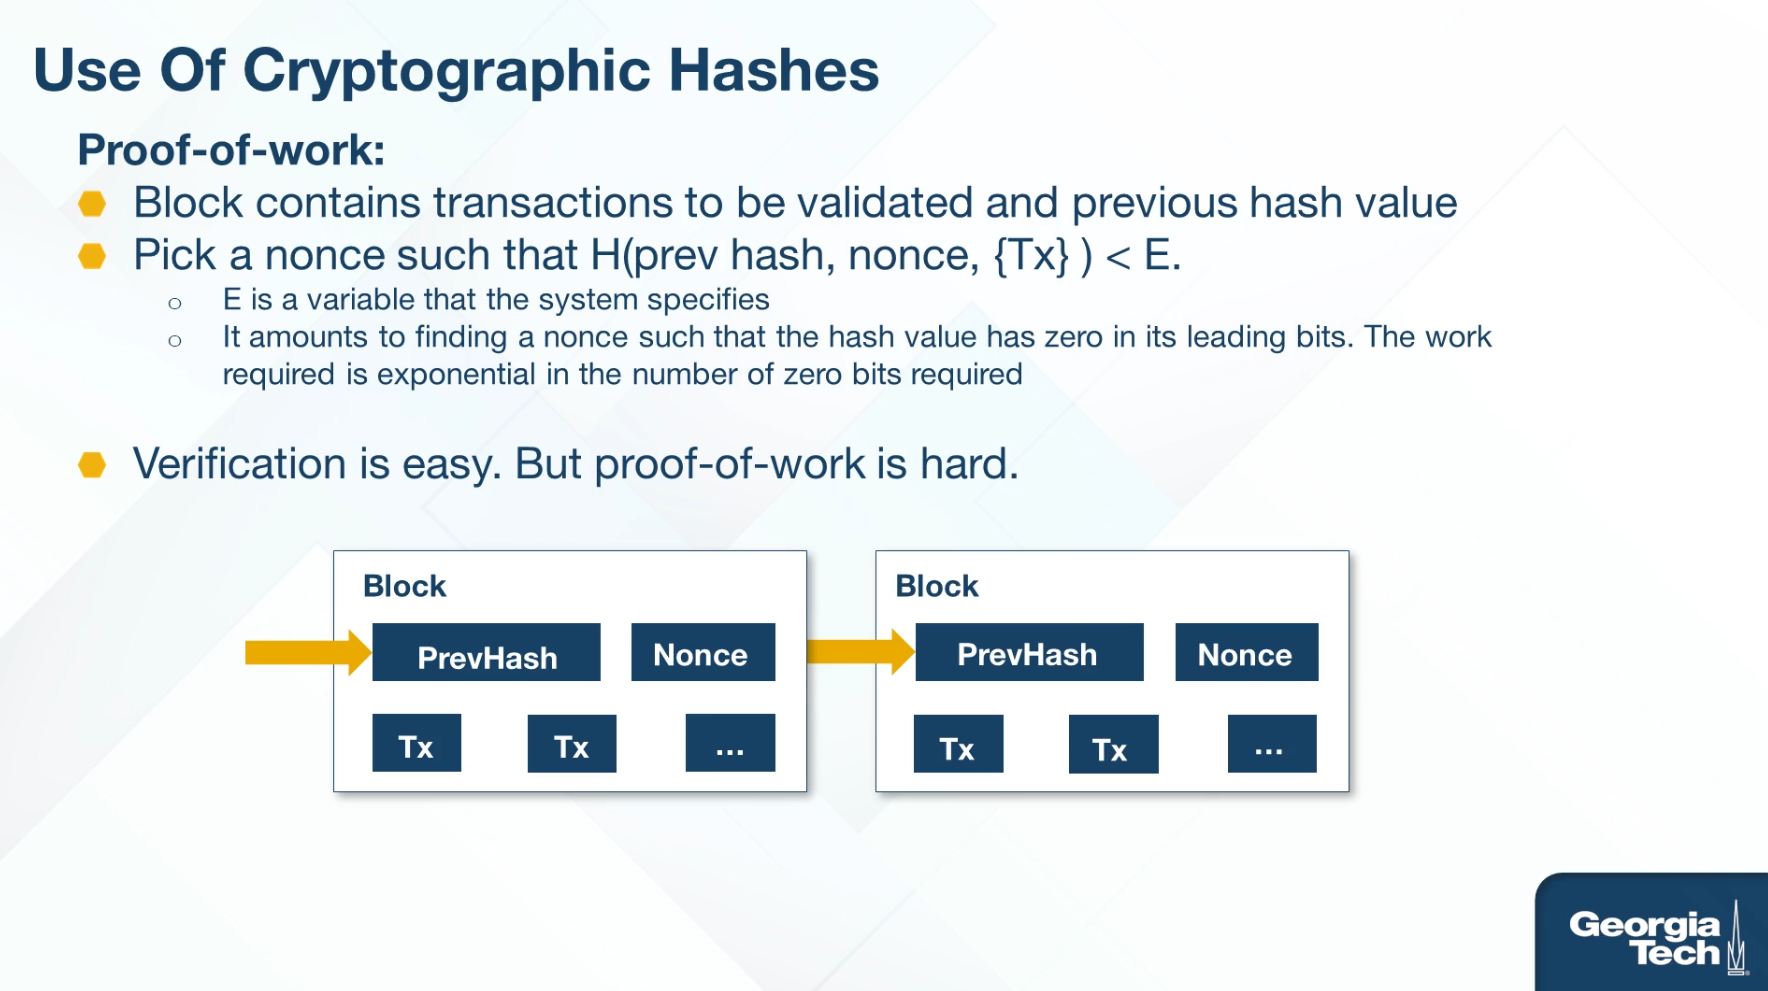 Use Of Cryptographic Hashes
Proof-of-work:
Block contains transactions to be validated and previous hash value
Pick a nonce such that H(prev hash, nonce, {Tx} ) < E.
E is a variable that the system specifies
It amounts to finding a nonce such that the hash value has zero in its leading bits. The work
required is exponential in the number of zero bits required
Verification is easy. But proof-of-work is hard.
Block
PrevHash
Nonce
Tx
Tx
...
Block
PrevHash
Nonce
Tx
Tx
...
Georgia
Tech